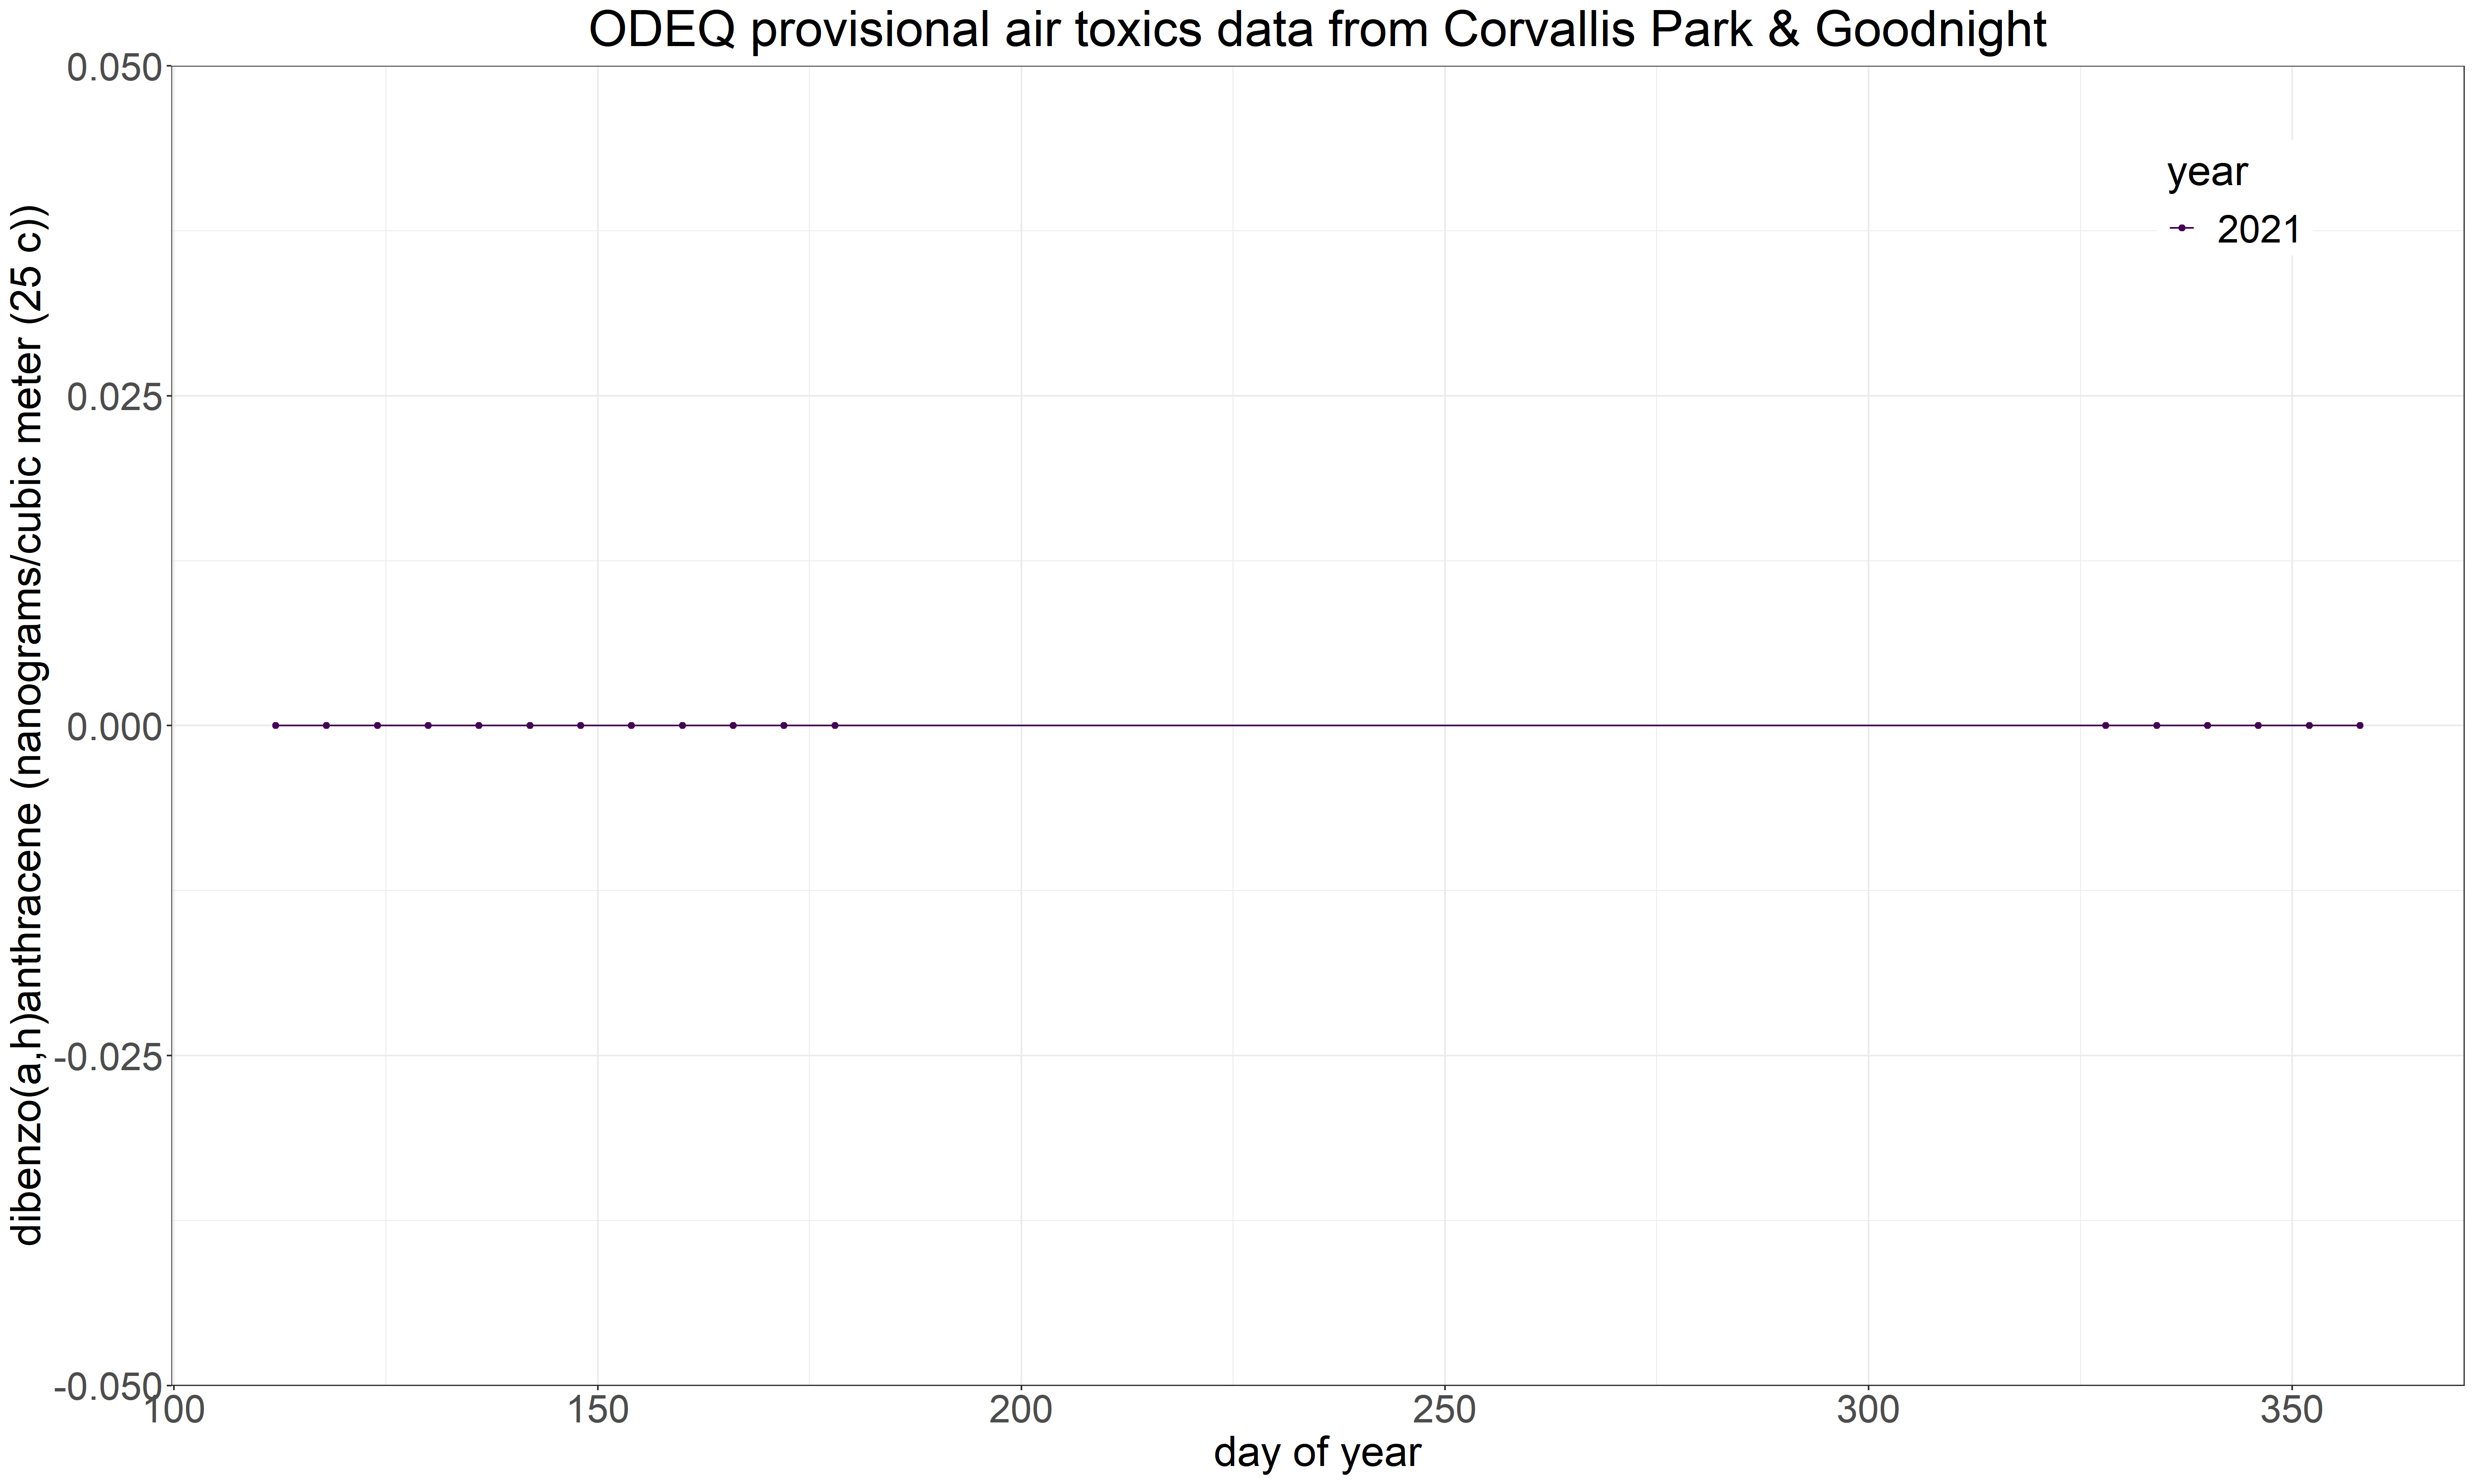 ODEQ provisional air toxics data from Corvallis Park & Goodnight
dibenzo(a,h)anthracene (nanograms/cubic meter (25 c))
0.050
0.025
0.000
-0.025
-0.050
year
2021
100 150 200 250 300 350
day of year